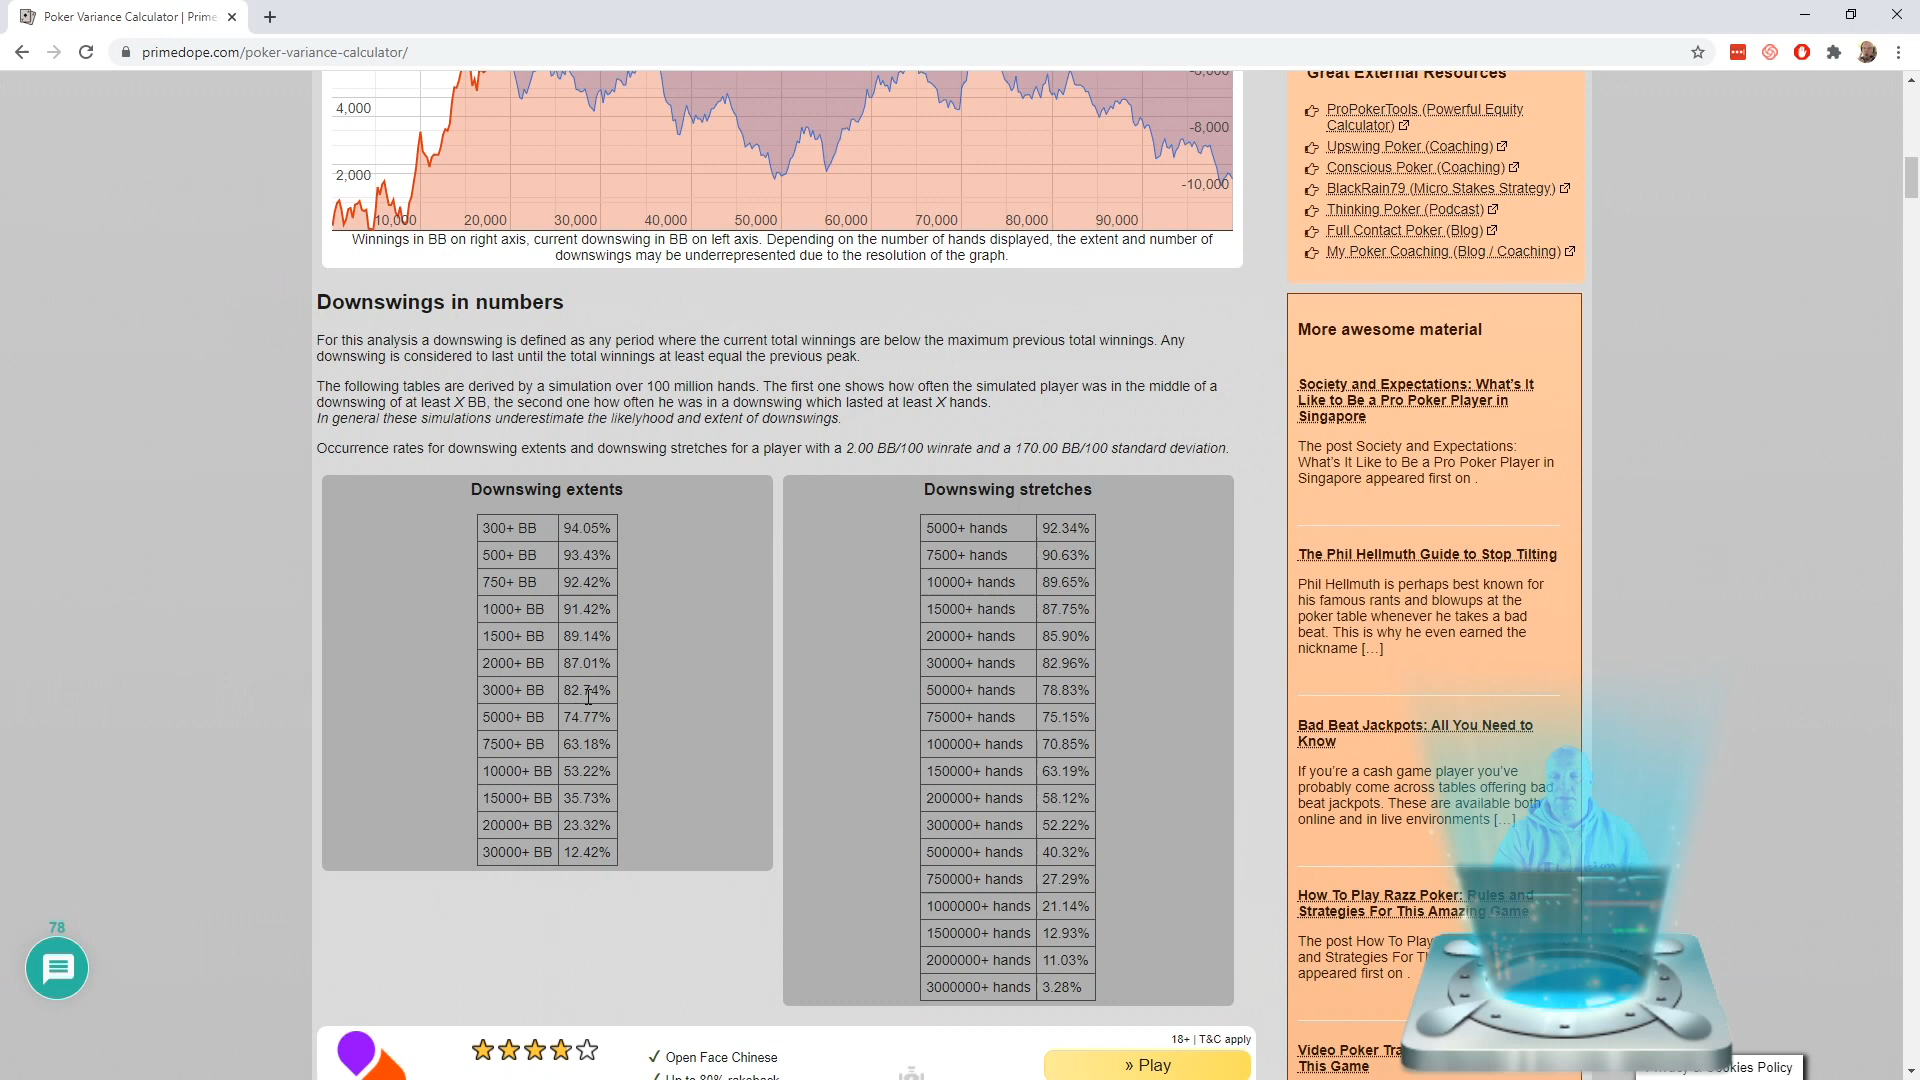 Poker Variance Calculator | Prime
primedope.com/poker-variance-calculator/
4,000
2,000
-8,000
-10,000
10,000 20,000 30,000 40,000 50,000 60,000 70,000 80,000 90,000
Winnings in BB on right axis, current downswing in BB on left axis. Depending on the number of hands displayed, the extent and number of
downswings may be underrepresented due to the resolution of the graph.
Downswings in numbers
For this analysis a downswing is defined as any period where the current total winnings are below the maximum previous total winnings. Any
downswing is considered to last until the total winnings at least equal the previous peak.
The following tables are derived by a simulation over 100 million hands. The first one shows how often the simulated player was in the middle of a
downswing of at least X BB, the second one how often he was in a downswing which lasted at least X hands.
In general these simulations underestimate the likelyhood and extent of downswings.
Occurrence rates for downswing extents and downswing stretches for a player with a 2.00 BB/100 winrate and a 170.00 BB/100 standard deviation.
Downswing extents
300+ BB 94.05%
500+ BB 93.43%
750+ BB 92.42%
1000+ BB 91.42%
1500+ BB 89.14%
2000+ BB 87.01%
3000+ BB 82.74%
5000+ BB 74.77%
7500+ BB 63.18%
10000+ BB 53.22%
15000+ BB 35.73%
20000+ BB 23.32%
30000+ BB 12.42%
Downswing stretches
5000+ hands 92.34%
7500+ hands 90.63%
10000+ hands 89.65%
15000+ hands 87.75%
20000+ hands 85.90%
30000+ hands 82.96%
50000+ hands 78.83%
75000+ hands 75.15%
100000+ hands 70.85%
150000+ hands 63.19%
200000+ hands 58.12%
300000+ hands 52.22%
500000+ hands 40.32%
750000+ hands 27.29%
1000000+ hands 21.14%
1500000+ hands 12.93%
2000000+ hands 11.03%
3000000+ hands 3.28%
Great External Resources
ProPokerTools (Powerful Equity
Calculator)
Upswing Poker (Coaching)
Conscious Poker (Coaching)
BlackRain79 (Micro Stakes Strategy)
Thinking Poker (Podcast)
Full Contact Poker (Blog)
My Poker Coaching (Blog / Coaching)
More awesome material
Society and Expectations: What's It
Like to Be a Pro Poker Player in
Singapore
The post Society and Expectations:
What's It Like to Be a Pro Poker Player in
Singapore appeared first on .
The Phil Hellmuth Guide to Stop Tilting
Phil Hellmuth is perhaps best known for
his famous rants and blowups at the
poker table whenever he takes a bad
beat. This is why he even earned the
nickname [...]
Bad Beat Jackpots: All You Need to
Know
If you're a cash game player you've
probably come across tables offering bad
beat jackpots. These are available both
online and in live environments [...]
How To Play Razz Poker: Rules and
Strategies For This Amazing Game
The post How To Play
and Strategies For
appeared first on .
Video Poker
This Game
78
18+ | T&C apply
✓ Open Face Chinese
» Play
✓ Up to 80% rakeback
Cookies Policy